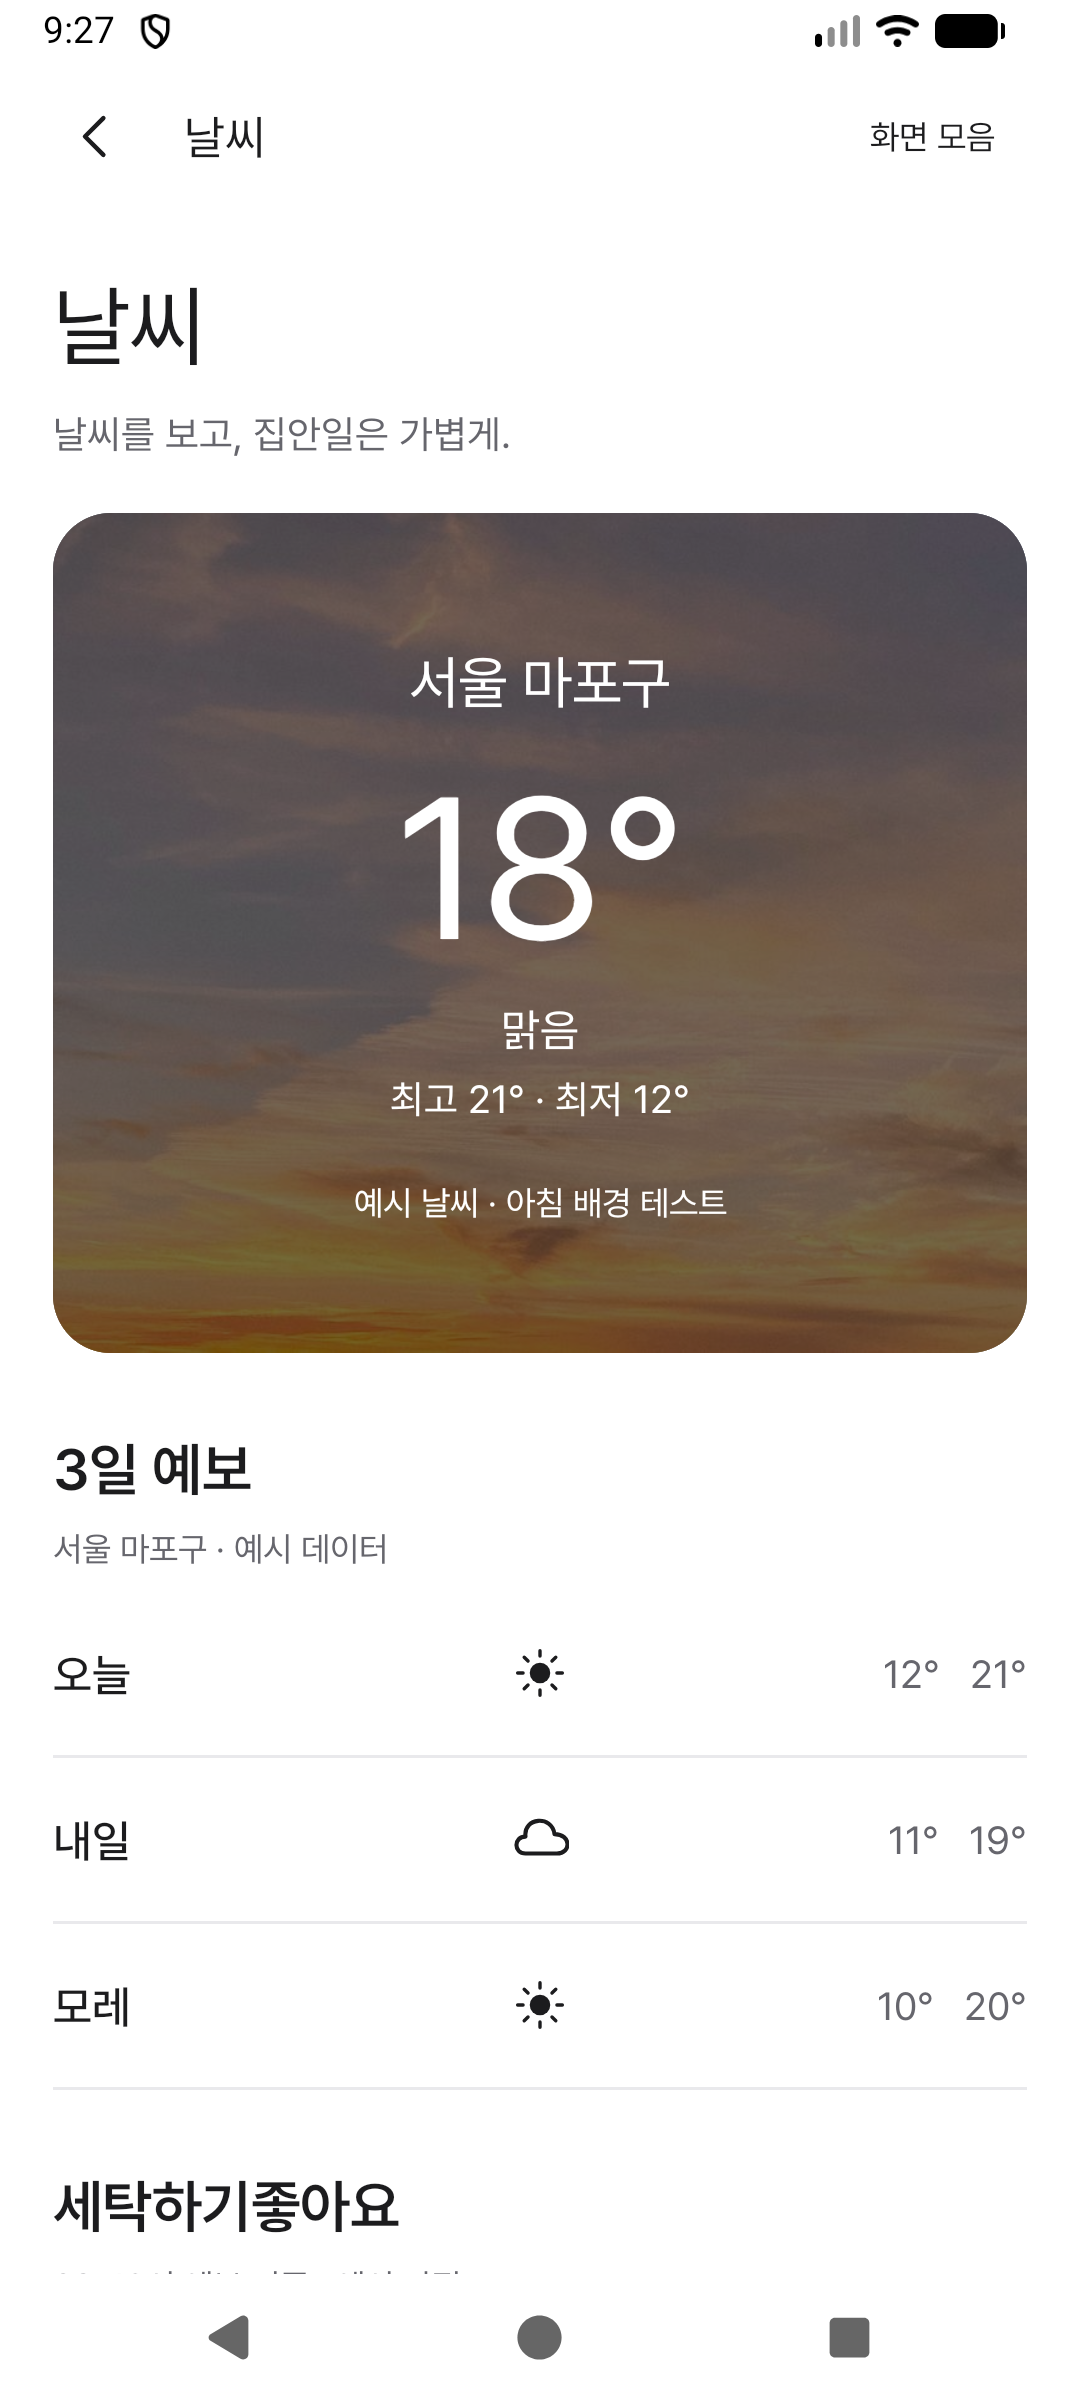 9:27
날씨
화면 모음
날씨
날씨를 보고, 집안일은 가볍게.
서울 마포구
18°
맑음
최고 21° · 최저 12°
예시 날씨 · 아침 배경 테스트
3일 예보
서울 마포구 · 예시 데이터
오늘 12° 21°
내일 11° 19°
모레 10° 20°
세탁하기좋아요